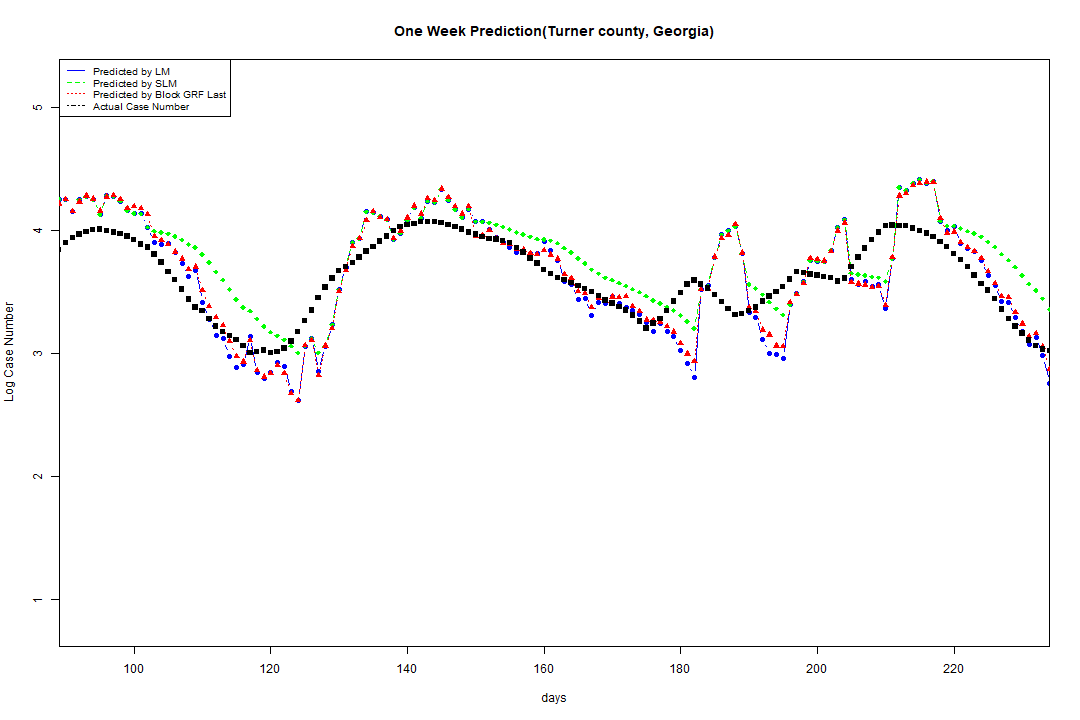 One Week Prediction(Turner county, Georgia)
Predicted by LM
Predicted by SLM
Predicted by Block GRF Last
Actual Case Number
5
4
3
2
1
Log Case Number
100 120 140 160 180 200 220
days